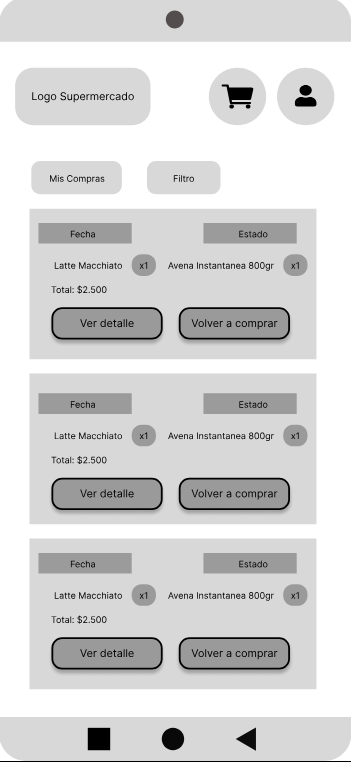 Logo Supermercado
Mis Compras Filtro
Fecha Estado
Latte Macchiato x1 Avena Instantanea 800gr x1
Total: $2.500
Ver detalle Volver a comprar
Fecha Estado
Latte Macchiato x1 Avena Instantanea 800gr x1
Total: $2.500
Ver detalle Volver a comprar
Fecha Estado
Latte Macchiato x1 Avena Instantanea 800gr x1
Total: $2.500
Ver detalle Volver a comprar